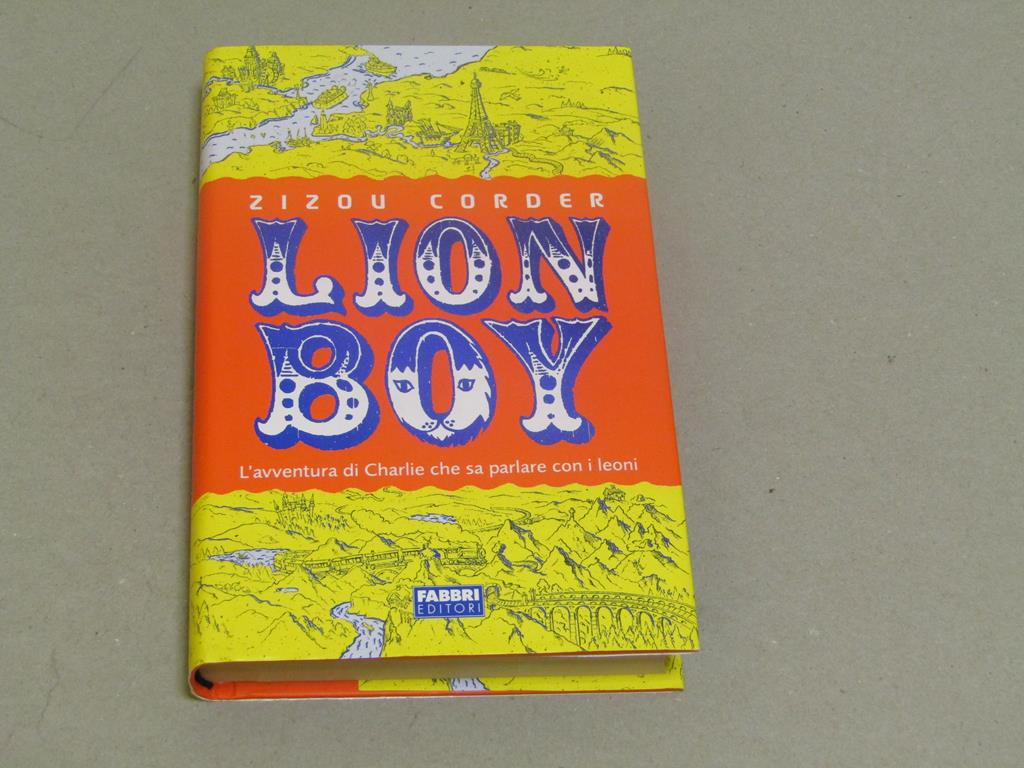 ZIZOU CORDER
LION
BOY
L'avventura di Charlie che sa parlare con i leoni
FABBRI
EDITORI